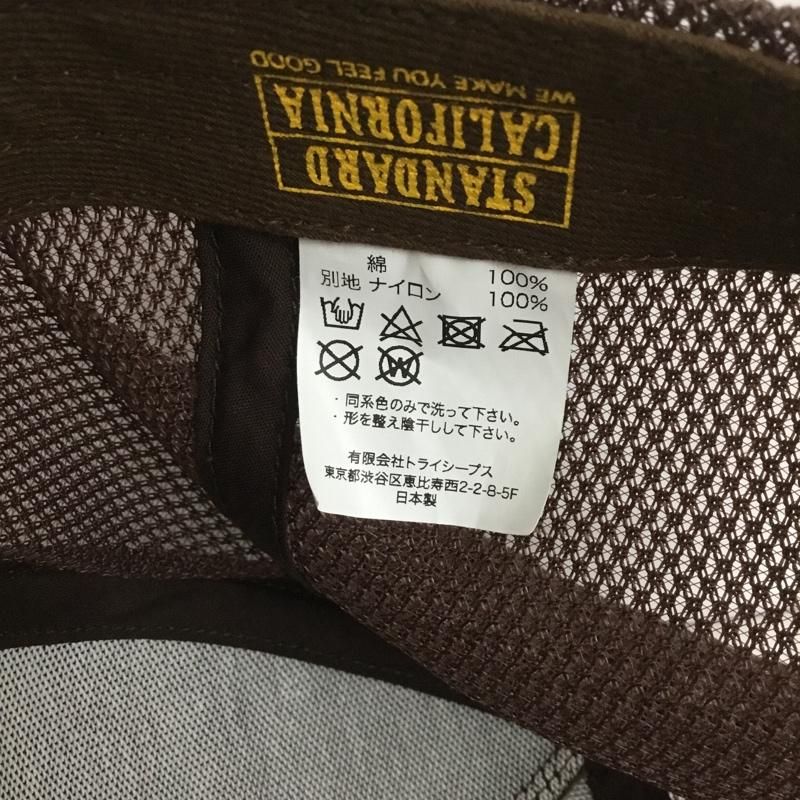 WE MAKE YOU FEEL GOOD
STANDARD
CALIFORNIA
綿 100%
別地 ナイロン 100%
W
・同系色のみで洗って下さい。
・形を整え陰干しして下さい。
有限会社トライシープス
東京都渋谷区恵比寿西2-2-8-5F
日本製